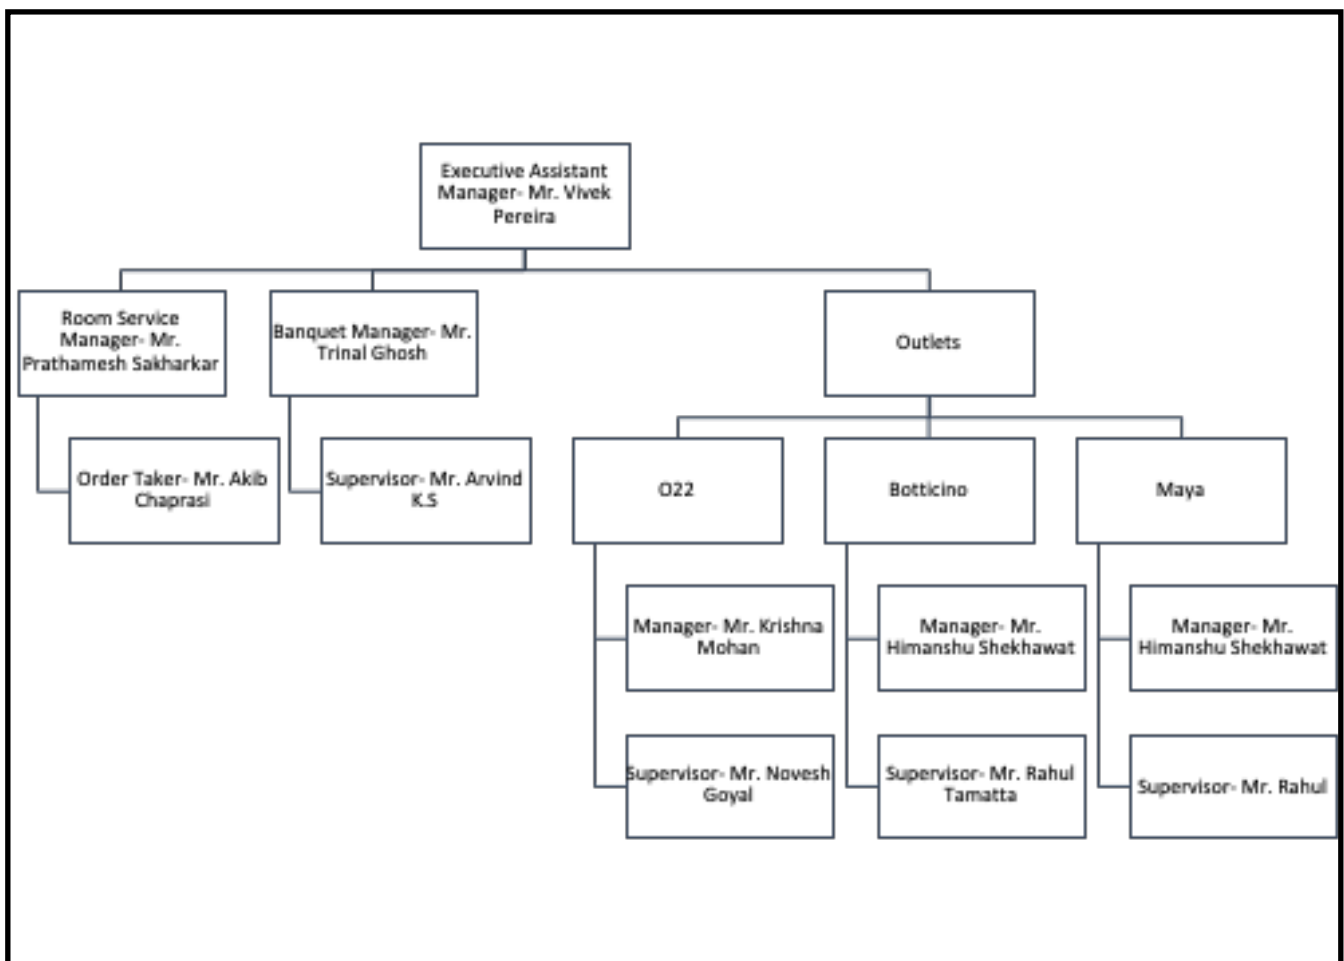 Executive Assistant
Manager- Mr. Vivek
Pereira
Room Service
Manager- Mr.
Prathamesh Sakharkar
Banquet Manager- Mr.
Trinal Ghosh
Outlets
Order Taker- Mr. Akib
Chaprasi
Supervisor- Mr. Arvind
K.S
O22
Botticino
Maya
Manager- Mr. Krishna
Mohan
Manager- Mr.
Himanshu Shekhawat
Manager- Mr.
Himanshu Shekhawat
Supervisor- Mr. Novesh
Goyal
Supervisor- Mr. Rahul
Tamatta
Supervisor- Mr. Rahul